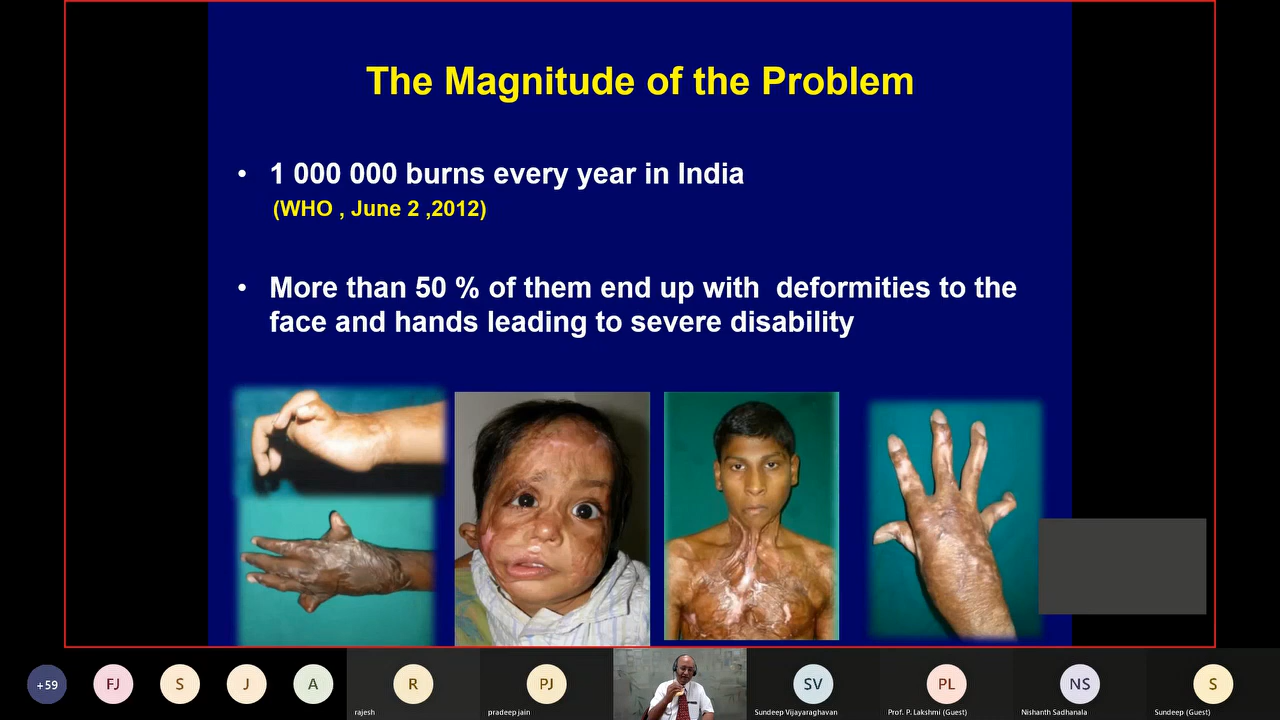 The Magnitude of the Problem
• 1 000 000 burns every year in India
(WHO , June 2 ,2012)
• More than 50 % of them end up with deformities to the
face and hands leading to severe disability
+59
FJ
S
J
A
R
rajesh
PJ
pradeep jain
SV
Sundeep Vijayaraghavan
PL
Prof. P. Lakshmi (Guest)
NS
Nishanth Sadhanala
S
Sundeep (Guest)